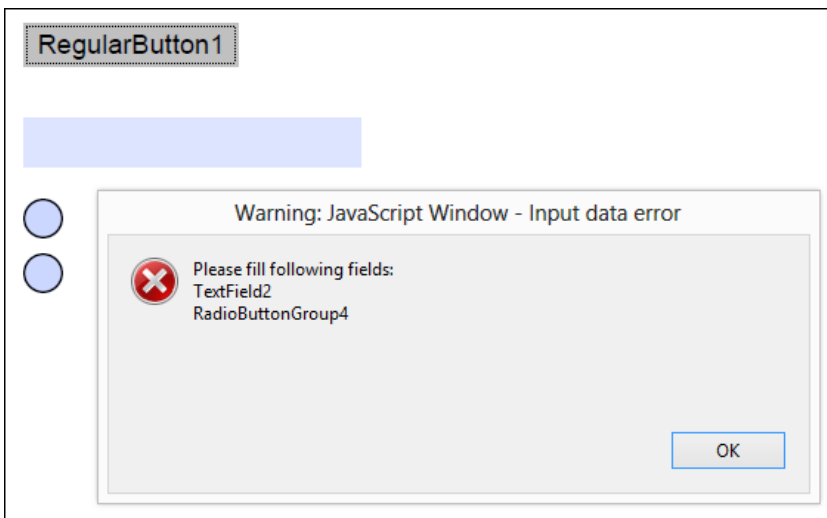 RegularButton1
Warning: JavaScript Window - Input data error
Please fill following fields:
TextField2
RadioButtonGroup4
OK